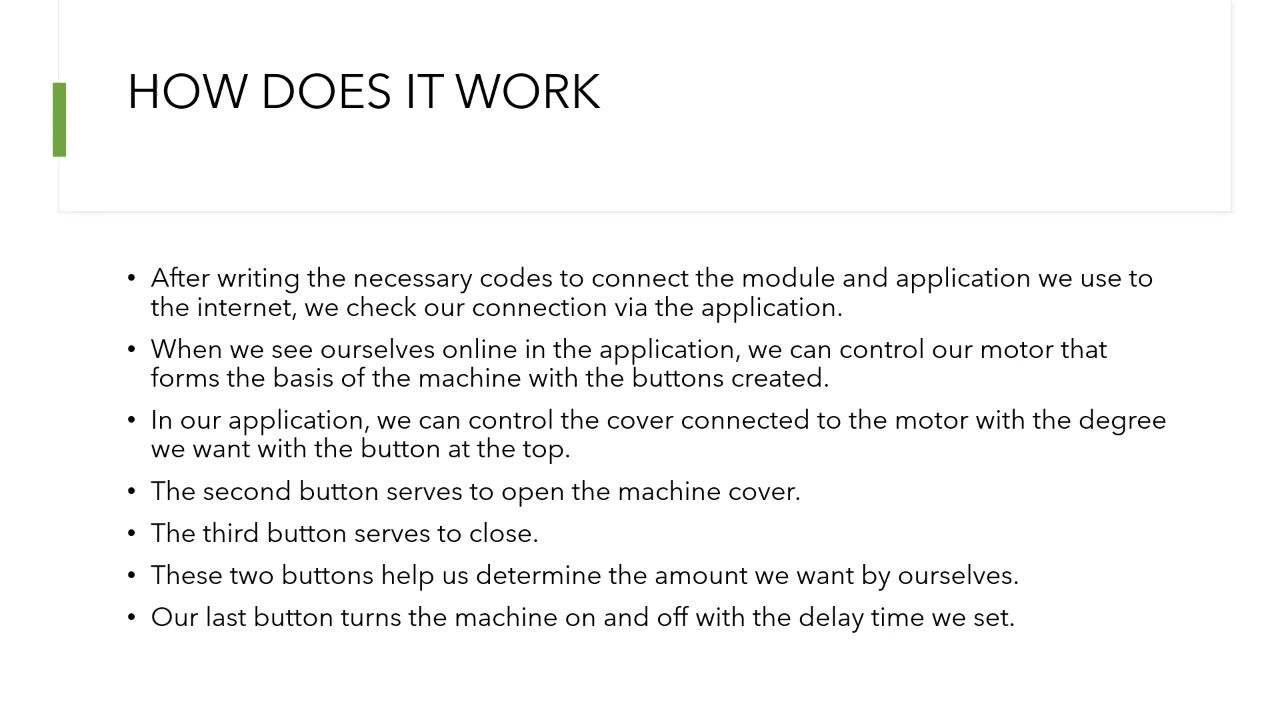 HOW DOES IT WORK
• After writing the necessary codes to connect the module and application we use to
the internet, we check our connection via the application.
• When we see ourselves online in the application, we can control our motor that
forms the basis of the machine with the buttons created.
• In our application, we can control the cover connected to the motor with the degree
we want with the button at the top.
• The second button serves to open the machine cover.
• The third button serves to close.
• These two buttons help us determine the amount we want by ourselves.
• Our last button turns the machine on and off with the delay time we set.